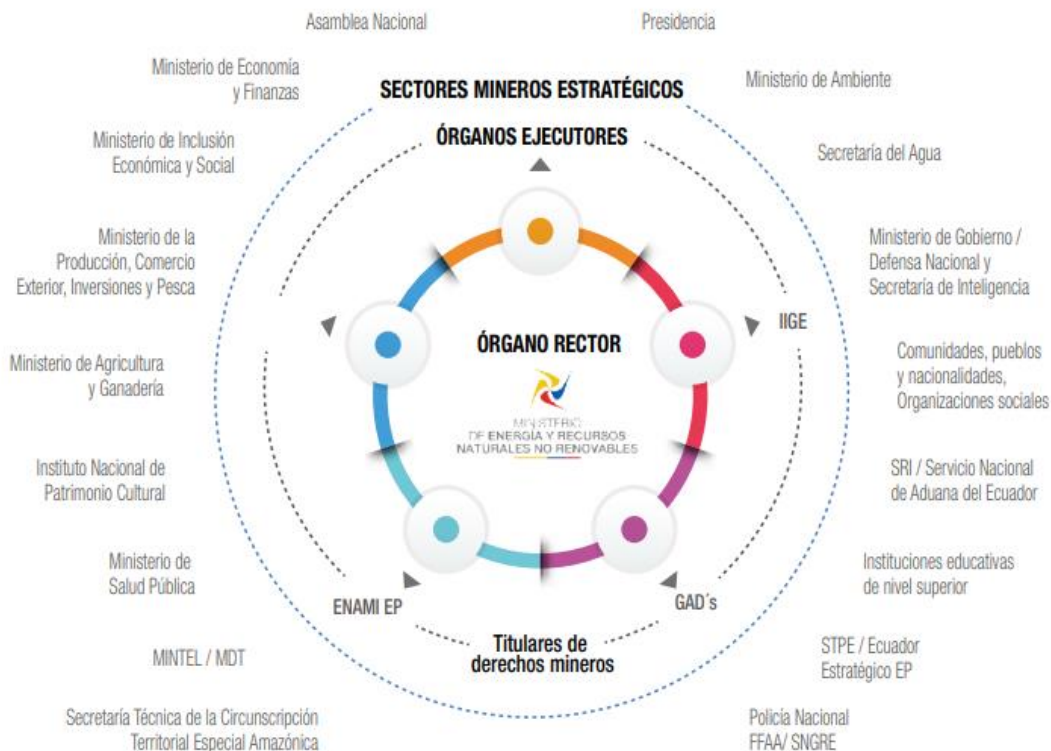 Asamblea Nacional
Presidencia
Ministerio de Economía
y Finanzas
SECTORES MINEROS ESTRATÉGICOS
Ministerio de Ambiente
ÓRGANOS EJECUTORES
Ministerio de Inclusión
Económica y Social
Secretaría del Agua
Ministerio de la
Producción, Comercio
Exterior, Inversiones y Pesca
Ministerio de Gobierno /
Defensa Nacional y
Secretaría de Inteligencia
IIGE
ÓRGANO RECTOR
MINISTERIO
DE ENERGÍA Y RECURSOS
NATURALES NO RENOVABLES
Ministerio de Agricultura
y Ganadería
Comunidades, pueblos
y nacionalidades,
Organizaciones sociales
Instituto Nacional de
Patrimonio Cultural
SRI / Servicio Nacional
de Aduana del Ecuador
Ministerio de
Salud Pública
Instituciones educativas
de nivel superior
ENAMI EP
GAD´s
Titulares de
derechos mineros
MINTEL / MDT
STPE / Ecuador
Estratégico EP
Secretaría Técnica de la Circunscripción
Territorial Especial Amazónica
Policía Nacional
FFAA/ SNGRE